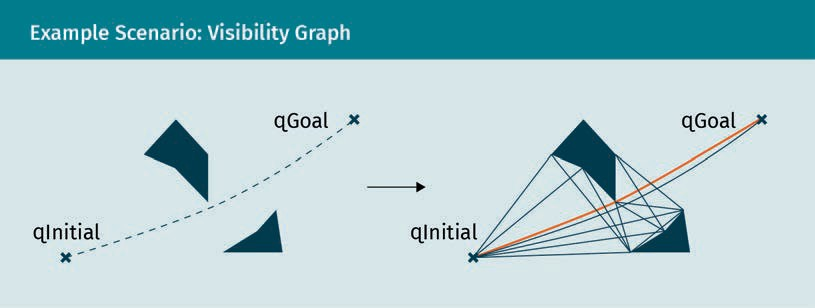 Example Scenario: Visibility Graph
qGoal
qGoal
qInitial
qInitial